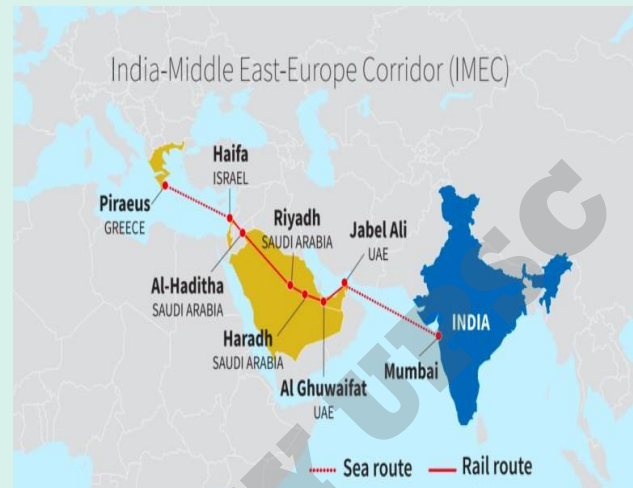 India-Middle East-Europe Corridor (IMEC)
Haifa
ISRAEL
Piraeus
GREECE
Riyadh
SAUDI ARABIA
Jabel Ali
UAE
Al-Haditha
SAUDI ARABIA
Haradh
SAUDI ARABIA
Al Ghuwaifat
UAE
INDIA
Mumbai
Sea route
Rail route